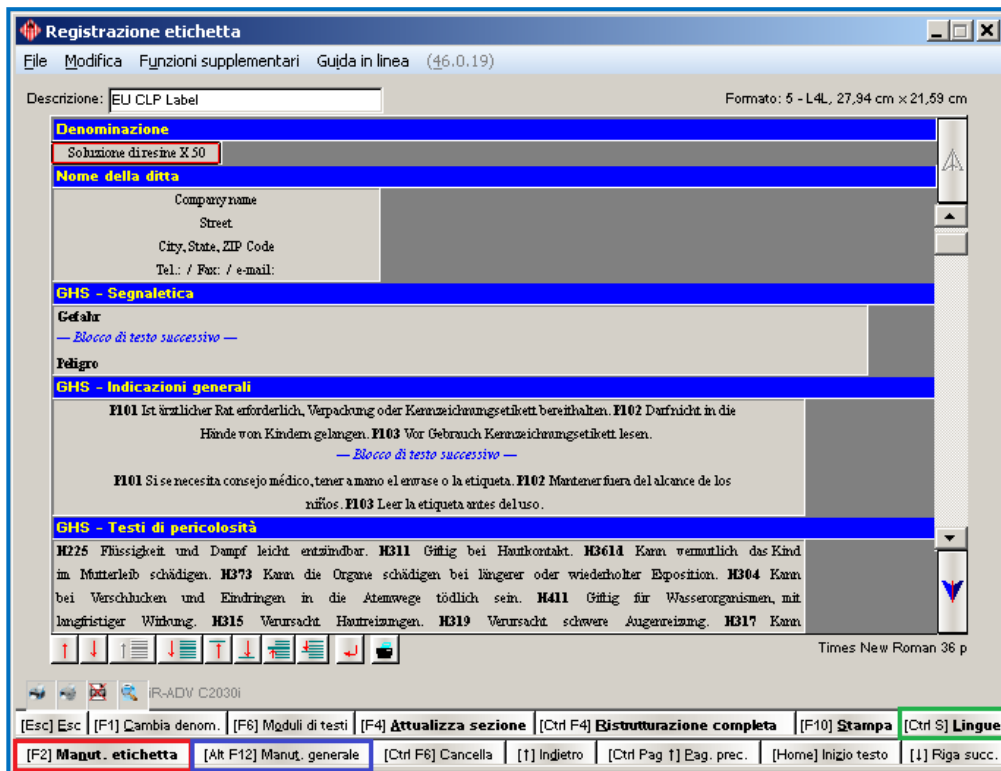 Registrazione etichetta
File Modifica Funzioni supplementari Guida in linea (46.0.19)
Descrizione: EU CLP Label Formato: 5 - L4L, 27,94 cm x 21,59 cm
Denominazione
Soluzione di resine X 50
Nome della ditta
Company name
Street
City, State, ZIP Code
Tel.: / Fax: / e-mail:
GHS - Segnaletica
Gefahr
— Blocco di testo successivo —
Peligro
GHS - Indicazioni generali
P101 Ist ärztlicher Rat erforderlich, Verpackung oder Kennzeichnungsetikett bereithalten. P102 Darf nicht in die
Hände von Kindern gelangen. P103 Vor Gebrauch Kennzeichnungsetikett lesen.
— Blocco di testo successivo —
P101 Si se necesita consejo médico, tener a mano el envase o la etiqueta. P102 Mantener fuera del alcance de los
niños. P103 Leer la etiqueta antes del uso.
GHS - Testi di pericolosità
H225 Flüssigkeit und Dampf leicht entzündbar. H311 Giftig bei Hautkontakt. H361d Kann vermutlich das Kind
im Mutterleib schädigen. H373 Kann die Organe schädigen bei längerer oder wiederholter Exposition. H304 Kann
bei Verschlucken und Eindringen in die Atemwege tödlich sein. H411 Giftig für Wasserorganismen, mit
langfristiger Wirkung. H315 Verursacht Hautreizungen. H319 Verursacht schwere Augenreizung. H317 Kann
Times New Roman 36 p
iR-ADV C2030i
[Esc] Esc [F1] Cambia denom. [F6] Moduli di testi [F4] Attualizza sezione [Ctrl F4] Ristrutturazione completa [F10] Stampa [Ctrl S] Lingue
[F2] Manut. etichetta [Alt F12] Manut. generale [Ctrl F6] Cancella [↑] Indietro [Ctrl Pag ↑] Pag. prec. [Home] Inizio testo [↓] Riga succ.